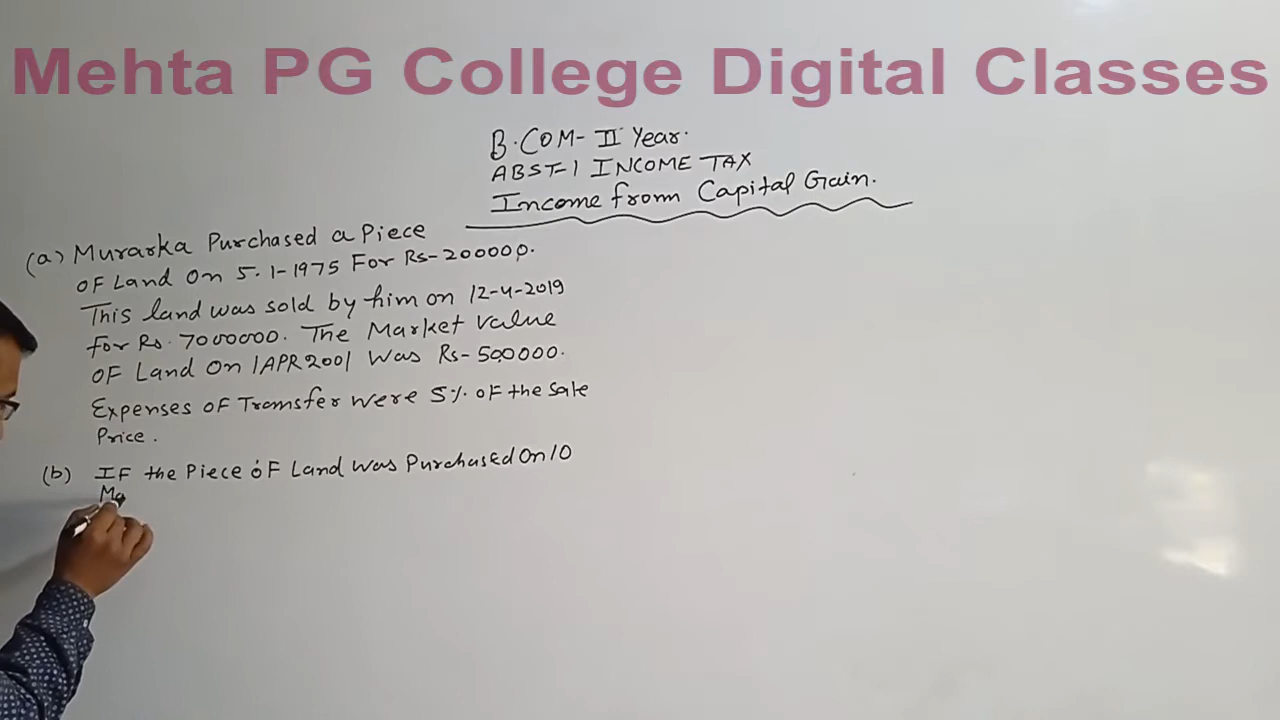 Mehta PG College Digital Classes
B.COM- II Year.
ABST-1 INCOME TAX
Income from Capital Gain.
(a) Murarka Purchased a Piece
OF Land On 5.1-1975 For Rs-200000.
This land was sold by him on 12-4-2019
for Rs. 7000000. The Market Value
OF Land On 1APR2001 Was Rs-500000.
Expenses OF Transfer were 5% OF the Sale
Price.
(b) IF the Piece OF Land Was Purchased On 10
Ma